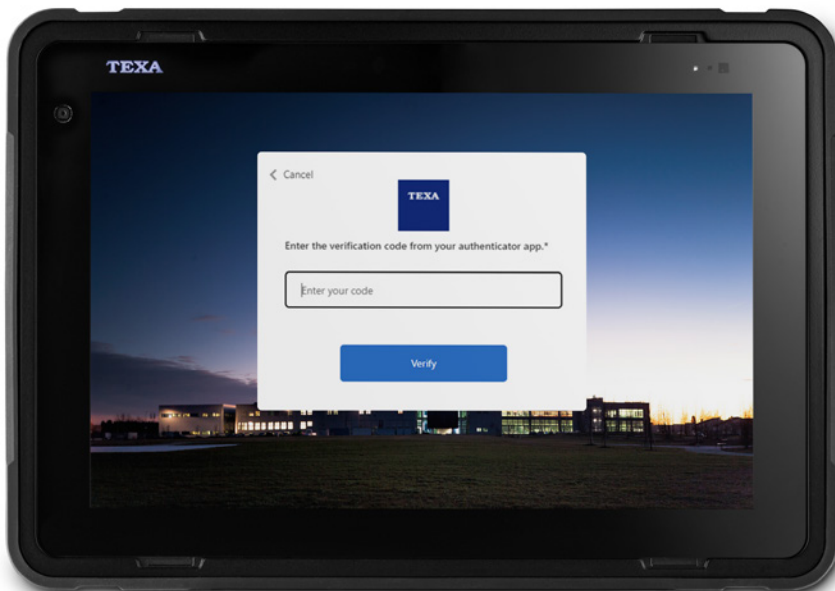 TEXA
Cancel
TEXA
Enter the verification code from your authenticator app.*
Enter your code
Verify